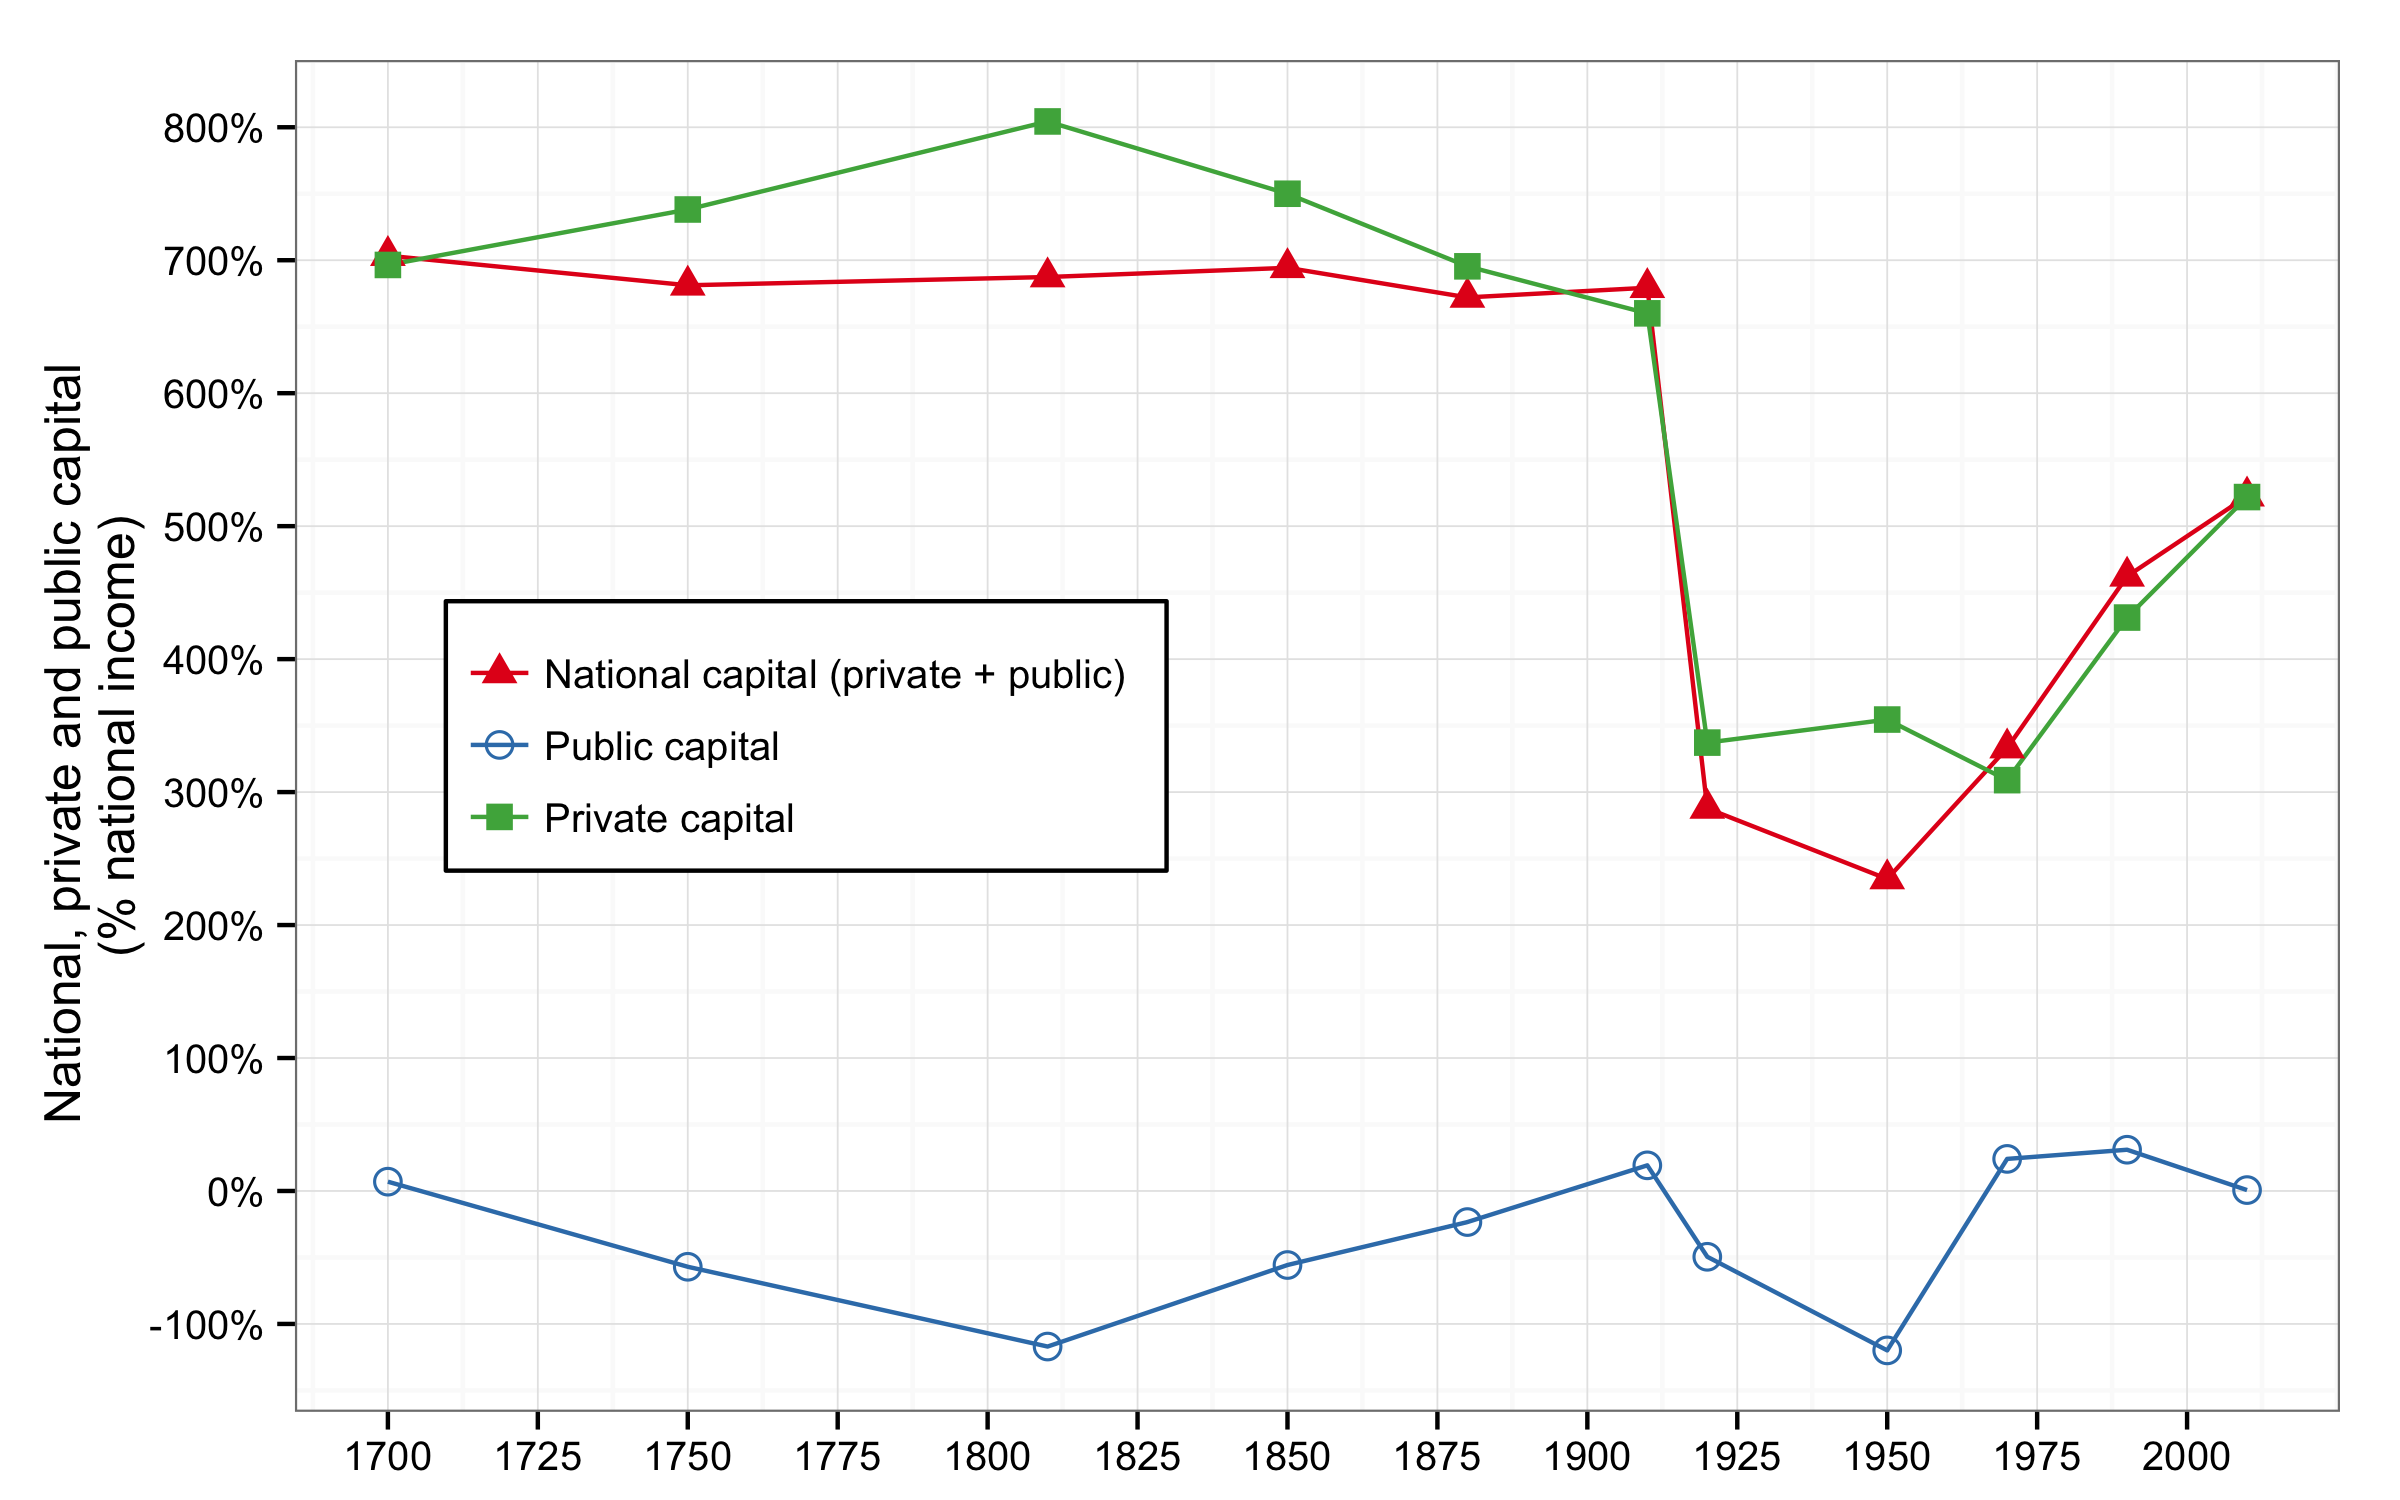 National, private and public capital
(% national income)
800%
700%
600%
500%
400%
300%
200%
100%
0%
-100%
National capital (private + public)
Public capital
Private capital
1700 1725 1750 1775 1800 1825 1850 1875 1900 1925 1950 1975 2000